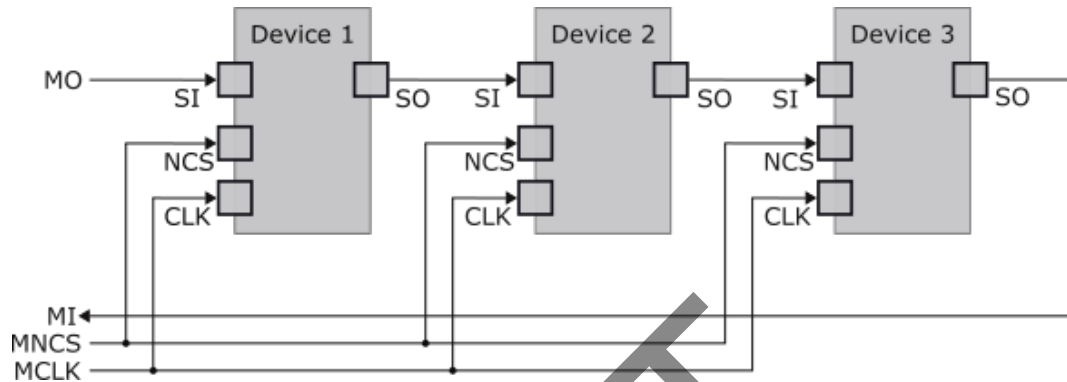 Device 1
Device 2
Device 3
MO
SI
SO
SI
SO
SI
SO
NCS
NCS
NCS
CLK
CLK
CLK
MI
MNCS
MCLK